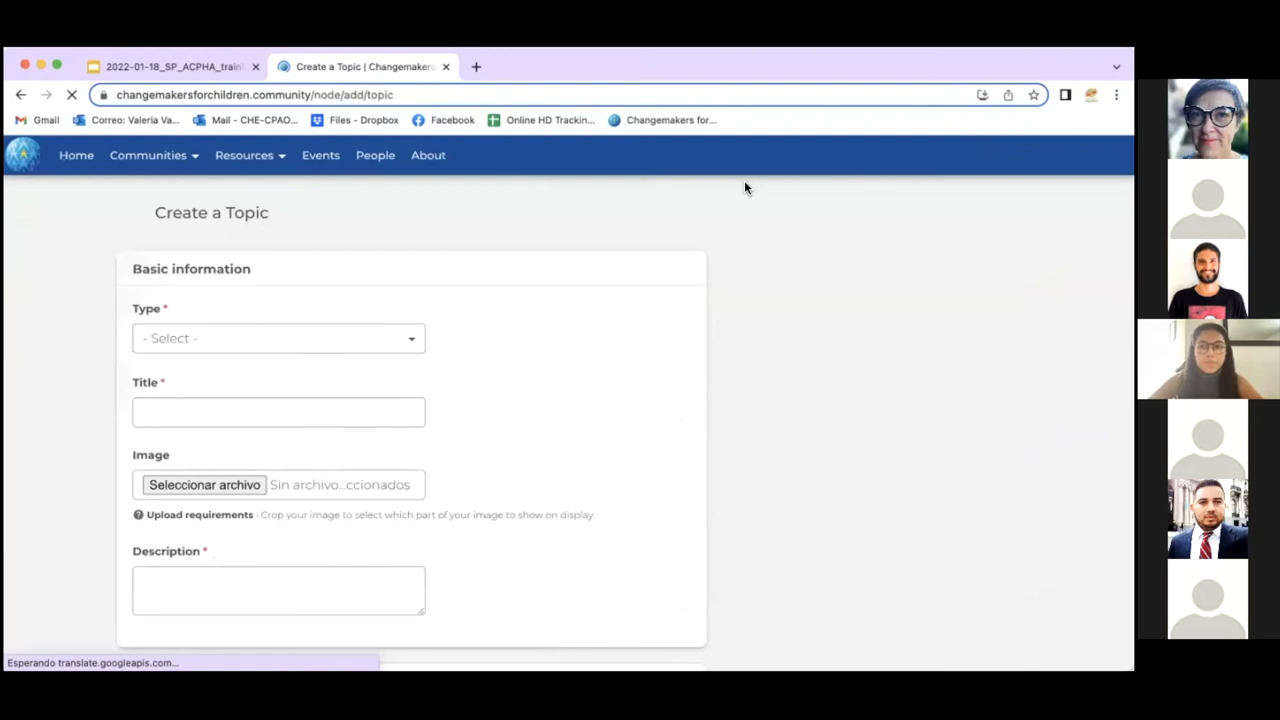 2022-01-18_SP_ACPHA_traini
Create a Topic | Changemakers
changemakersforchildren.community/node/add/topic
Gmail
Correo: Valeria Va...
Mail - CHE-CPAO...
Files - Dropbox
Facebook
Online HD Trackin...
Changemakers for...
Home
Communities
Resources
Events
People
About
Create a Topic
Basic information
Type *
- Select -
Title *
Image
Seleccionar archivo Sin archivo...ccionados
Upload requirements - Crop your image to select which part of your image to show on display.
Description *
Esperando translate.googleapis.com...